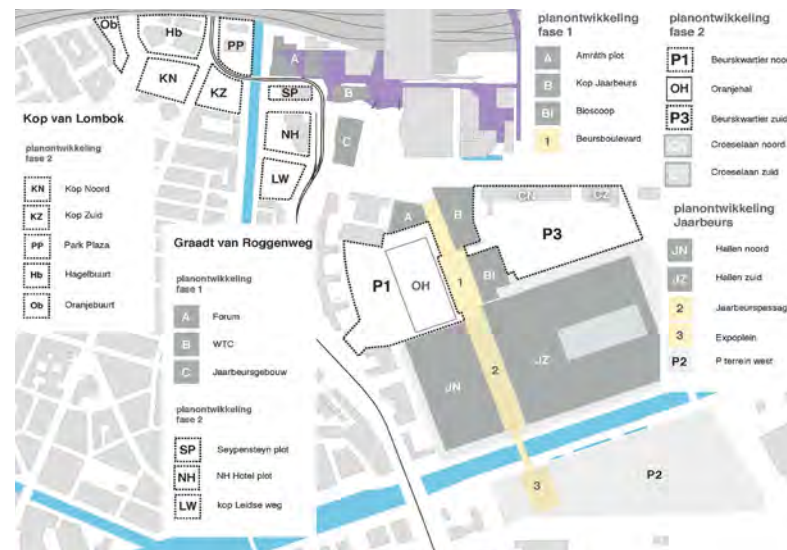 Kop van Lombok
planontwikkeling
fase 2
KN Kop Noord
KZ Kop Zuid
PP Park Plaza
Hb Hagelbuurt
Ob Oranjebuurt
Graadt van Roggenweg
planontwikkeling
fase 1
A Forum
B WTC
C Jaarbeursgebouw
planontwikkeling
fase 2
SP Seypensteyn plot
NH NH Hotel plot
LW kop Leidse weg
planontwikkeling
fase 1
A Amrâth plot
B Kop Jaarbeurs
BI Bioscoop
1 Beursboulevard
planontwikkeling
fase 2
P1 Beurskwartier noor
OH Oranjehal
P3 Beurskwartier zuid
CN Croeselaan noord
CZ Croeselaan zuid
planontwikkeling
Jaarbeurs
JN Hallen noord
JZ Hallen zuid
2 Jaarbeurspessag
3 Expoplein
P2 P terrein west
Ob
Hb
PP
KN
KZ
A
SP
B
NH
C
LW
A
B
CN
CZ
P3
P1
OH
1
BI
JN
2
JZ
3
P2